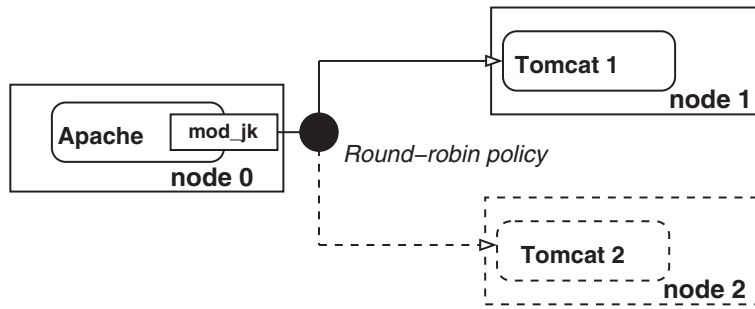 Tomcat 1
node 1
Apache
mod_jk
node 0
Round–robin policy
Tomcat 2
node 2